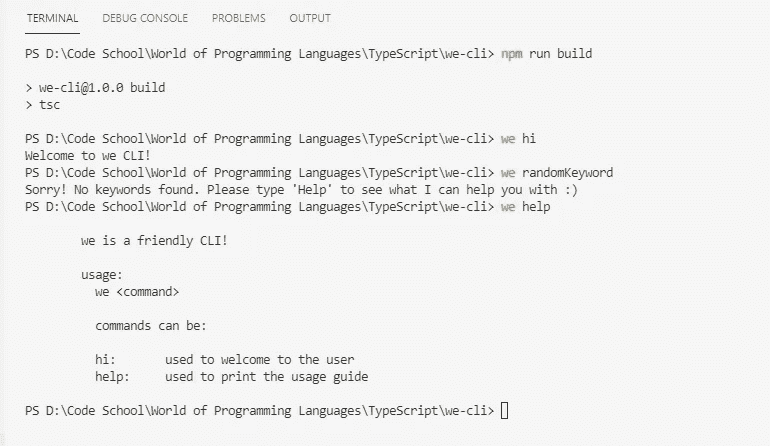 TERMINAL DEBUG CONSOLE PROBLEMS OUTPUT
PS D:\Code School\World of Programming Languages\TypeScript\we-cli> npm run build
> we-cli@1.0.0 build
> tsc
PS D:\Code School\World of Programming Languages\TypeScript\we-cli> we hi
Welcome to we CLI!
PS D:\Code School\World of Programming Languages\TypeScript\we-cli> we randomKeyword
Sorry! No keywords found. Please type 'Help' to see what I can help you with :)
PS D:\Code School\World of Programming Languages\TypeScript\we-cli> we help
we is a friendly CLI!
usage:
we <command>
commands can be:
hi: used to welcome to the user
help: used to print the usage guide
PS D:\Code School\World of Programming Languages\TypeScript\we-cli>